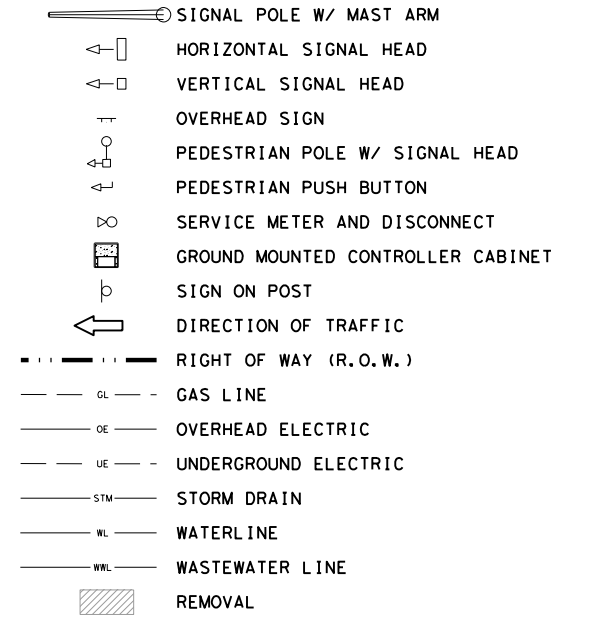 SIGNAL POLE W/ MAST ARM
HORIZONTAL SIGNAL HEAD
VERTICAL SIGNAL HEAD
OVERHEAD SIGN
PEDESTRIAN POLE W/ SIGNAL HEAD
PEDESTRIAN PUSH BUTTON
SERVICE METER AND DISCONNECT
GROUND MOUNTED CONTROLLER CABINET
SIGN ON POST
DIRECTION OF TRAFFIC
RIGHT OF WAY (R.O.W.)
GL GAS LINE
OE OVERHEAD ELECTRIC
UE UNDERGROUND ELECTRIC
STM STORM DRAIN
WL WATERLINE
WWL WASTEWATER LINE
REMOVAL